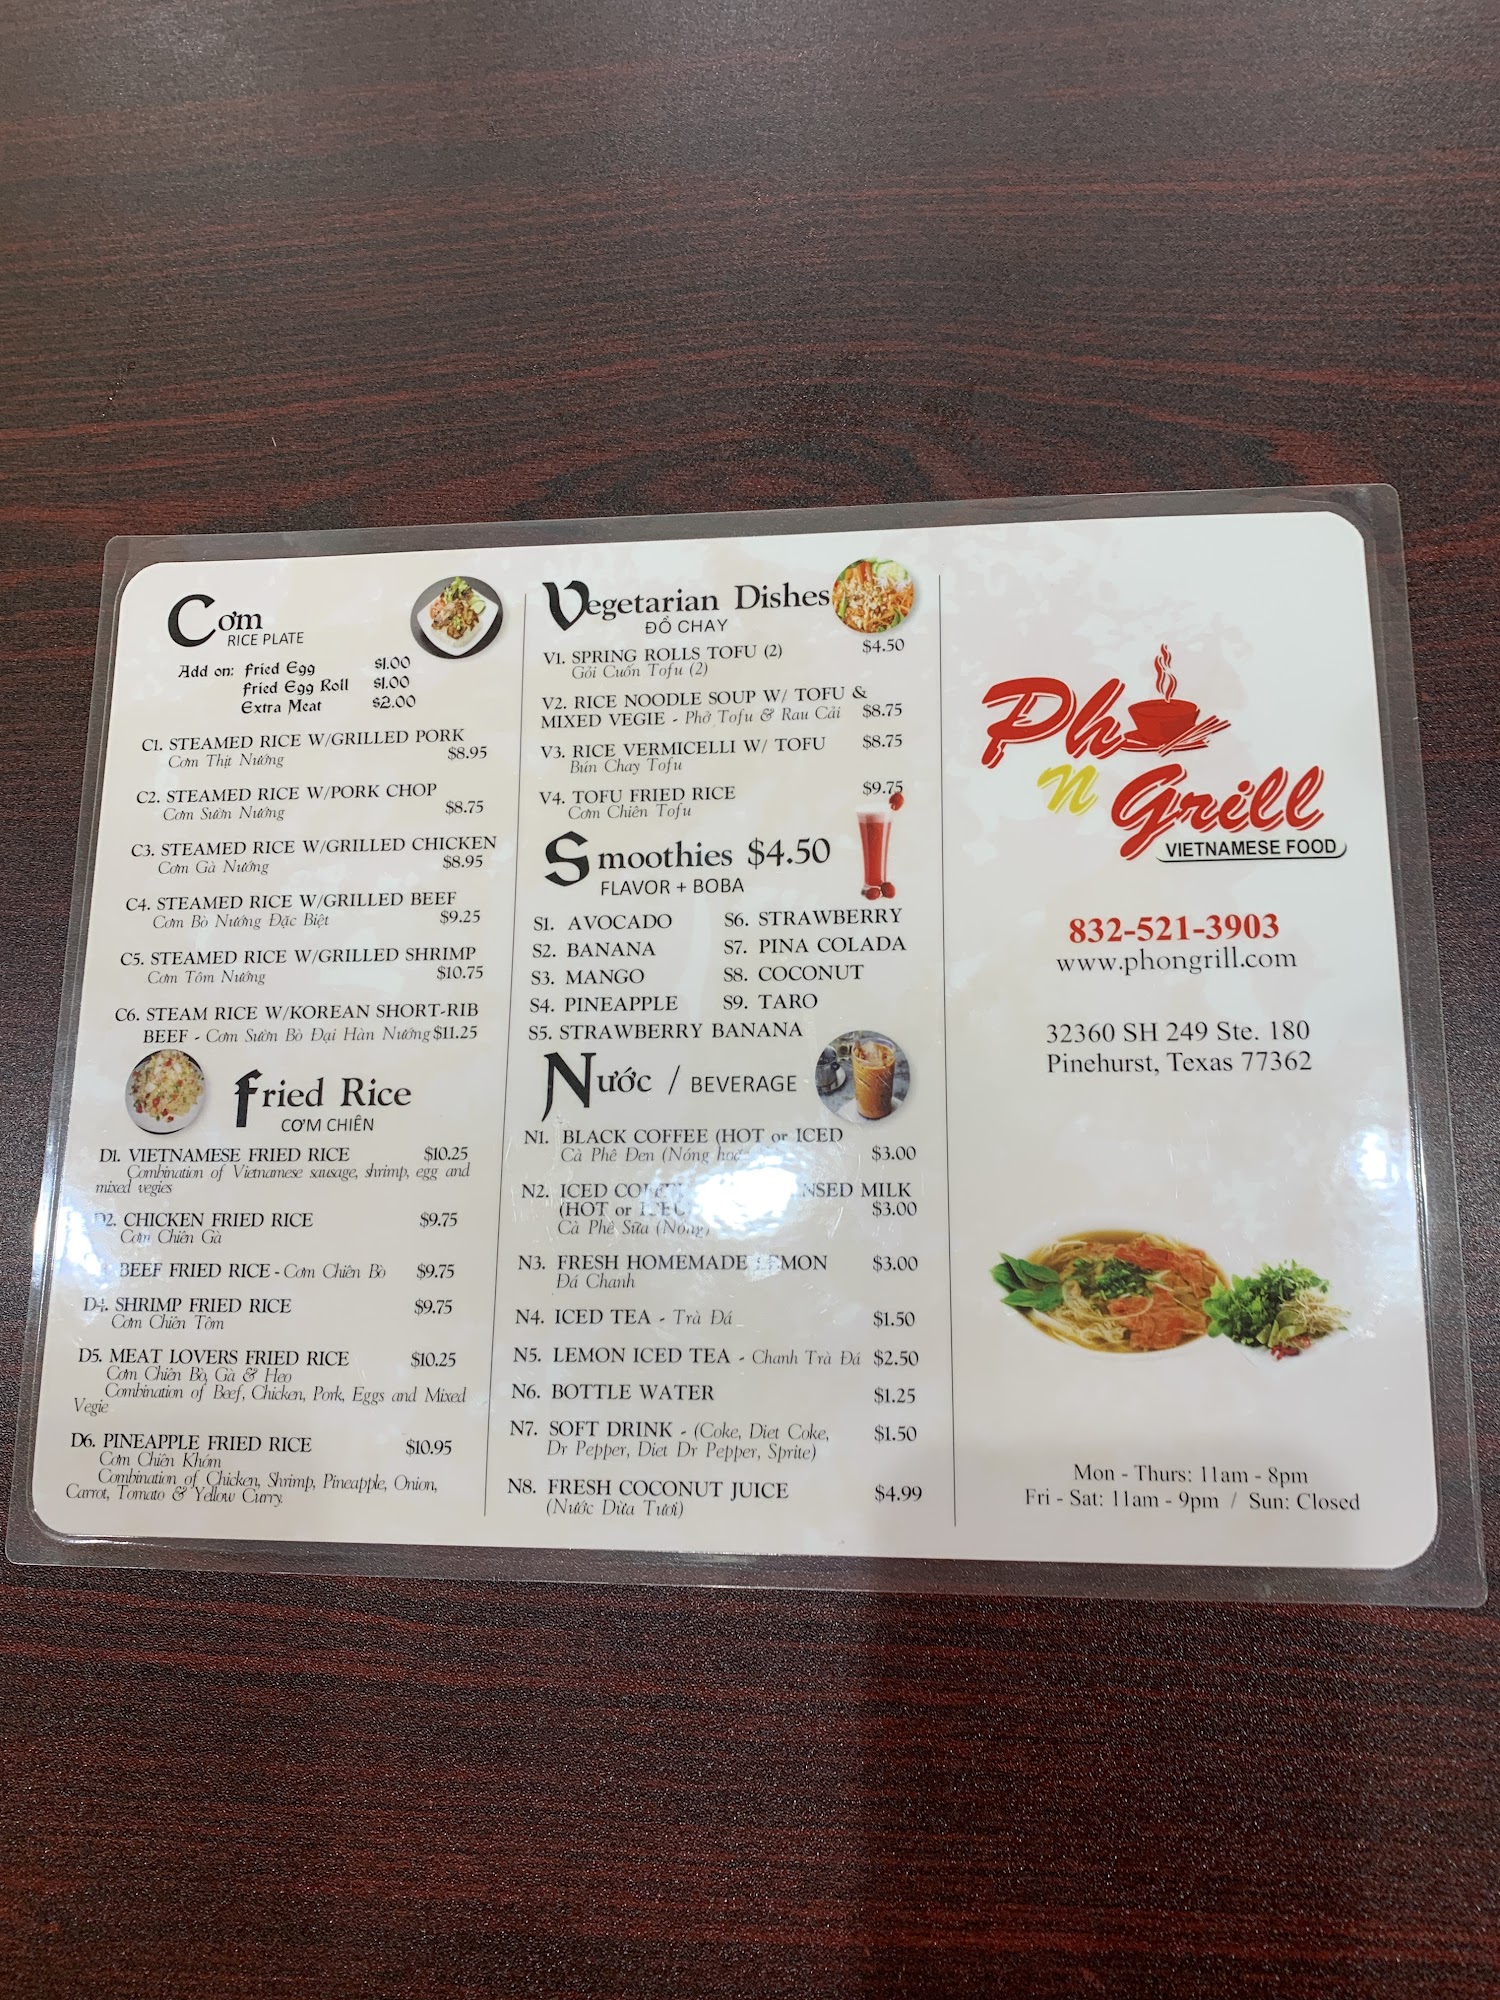 Cơm
RICE PLATE
Add on: Fried Egg $1.00
Fried Egg Roll $1.00
Extra Meat $2.00
C1. STEAMED RICE W/GRILLED PORK
Cơm Thịt Nướng $8.95
C2. STEAMED RICE W/PORK CHOP
Cơm Sườn Nướng $8.75
C3. STEAMED RICE W/GRILLED CHICKEN
Cơm Gà Nướng $8.95
C4. STEAMED RICE W/GRILLED BEEF
Cơm Bò Nướng Đặc Biệt $9.25
C5. STEAMED RICE W/GRILLED SHRIMP
Cơm Tôm Nướng $10.75
C6. STEAM RICE W/KOREAN SHORT-RIB
BEEF - Cơm Sườn Bò Đại Hàn Nướng $11.25
Fried Rice
CƠM CHIÊN
D1. VIETNAMESE FRIED RICE $10.25
Combination of Vietnamese sausage, shrimp, egg and
mixed vegies
D2. CHICKEN FRIED RICE $9.75
Cơm Chiên Gà
BEEF FRIED RICE - Cơm Chiên Bò $9.75
D4. SHRIMP FRIED RICE $9.75
Cơm Chiên Tôm
D5. MEAT LOVERS FRIED RICE $10.25
Cơm Chiên Bò, Gà & Heo
Combination of Beef, Chicken, Pork, Eggs and Mixed
Vegie
D6. PINEAPPLE FRIED RICE $10.95
Cơm Chiên Khóm
Combination of Chicken, Shrimp, Pineapple, Onion,
Carrot, Tomato & Yellow Curry.
Vegetarian Dishes
ĐỒ CHAY
V1. SPRING ROLLS TOFU (2) $4.50
Gỏi Cuốn Tofu (2)
V2. RICE NOODLE SOUP W/ TOFU &
MIXED VEGIE - Phở Tofu & Rau Cải $8.75
V3. RICE VERMICELLI W/ TOFU $8.75
Bún Chay Tofu
V4. TOFU FRIED RICE $9.75
Cơm Chiên Tofu
Smoothies $4.50
FLAVOR + BOBA
S1. AVOCADO S6. STRAWBERRY
S2. BANANA S7. PINA COLADA
S3. MANGO S8. COCONUT
S4. PINEAPPLE S9. TARO
S5. STRAWBERRY BANANA
Nước / BEVERAGE
N1. BLACK COFFEE (HOT or ICED
Cà Phê Đen (Nóng $3.00
N2. ICED MILK
(HOT or $3.00
Cà Phê Sữa (Nóng)
N3. FRESH HOMEMADE LEMON $3.00
Đá Chanh
N4. ICED TEA - Trà Đá $1.50
N5. LEMON ICED TEA - Chanh Trà Đá $2.50
N6. BOTTLE WATER $1.25
N7. SOFT DRINK - (Coke, Diet Coke, $1.50
Dr Pepper, Diet Dr Pepper, Sprite)
N8. FRESH COCONUT JUICE $4.99
(Nước Dừa Tươi)
Ph
N
Grill
VIETNAMESE FOOD
832-521-3903
www.phongrill.com
32360 SH 249 Ste. 180
Pinehurst, Texas 77362
Mon - Thurs: 11am - 8pm
Fri - Sat: 11am - 9pm / Sun: Closed